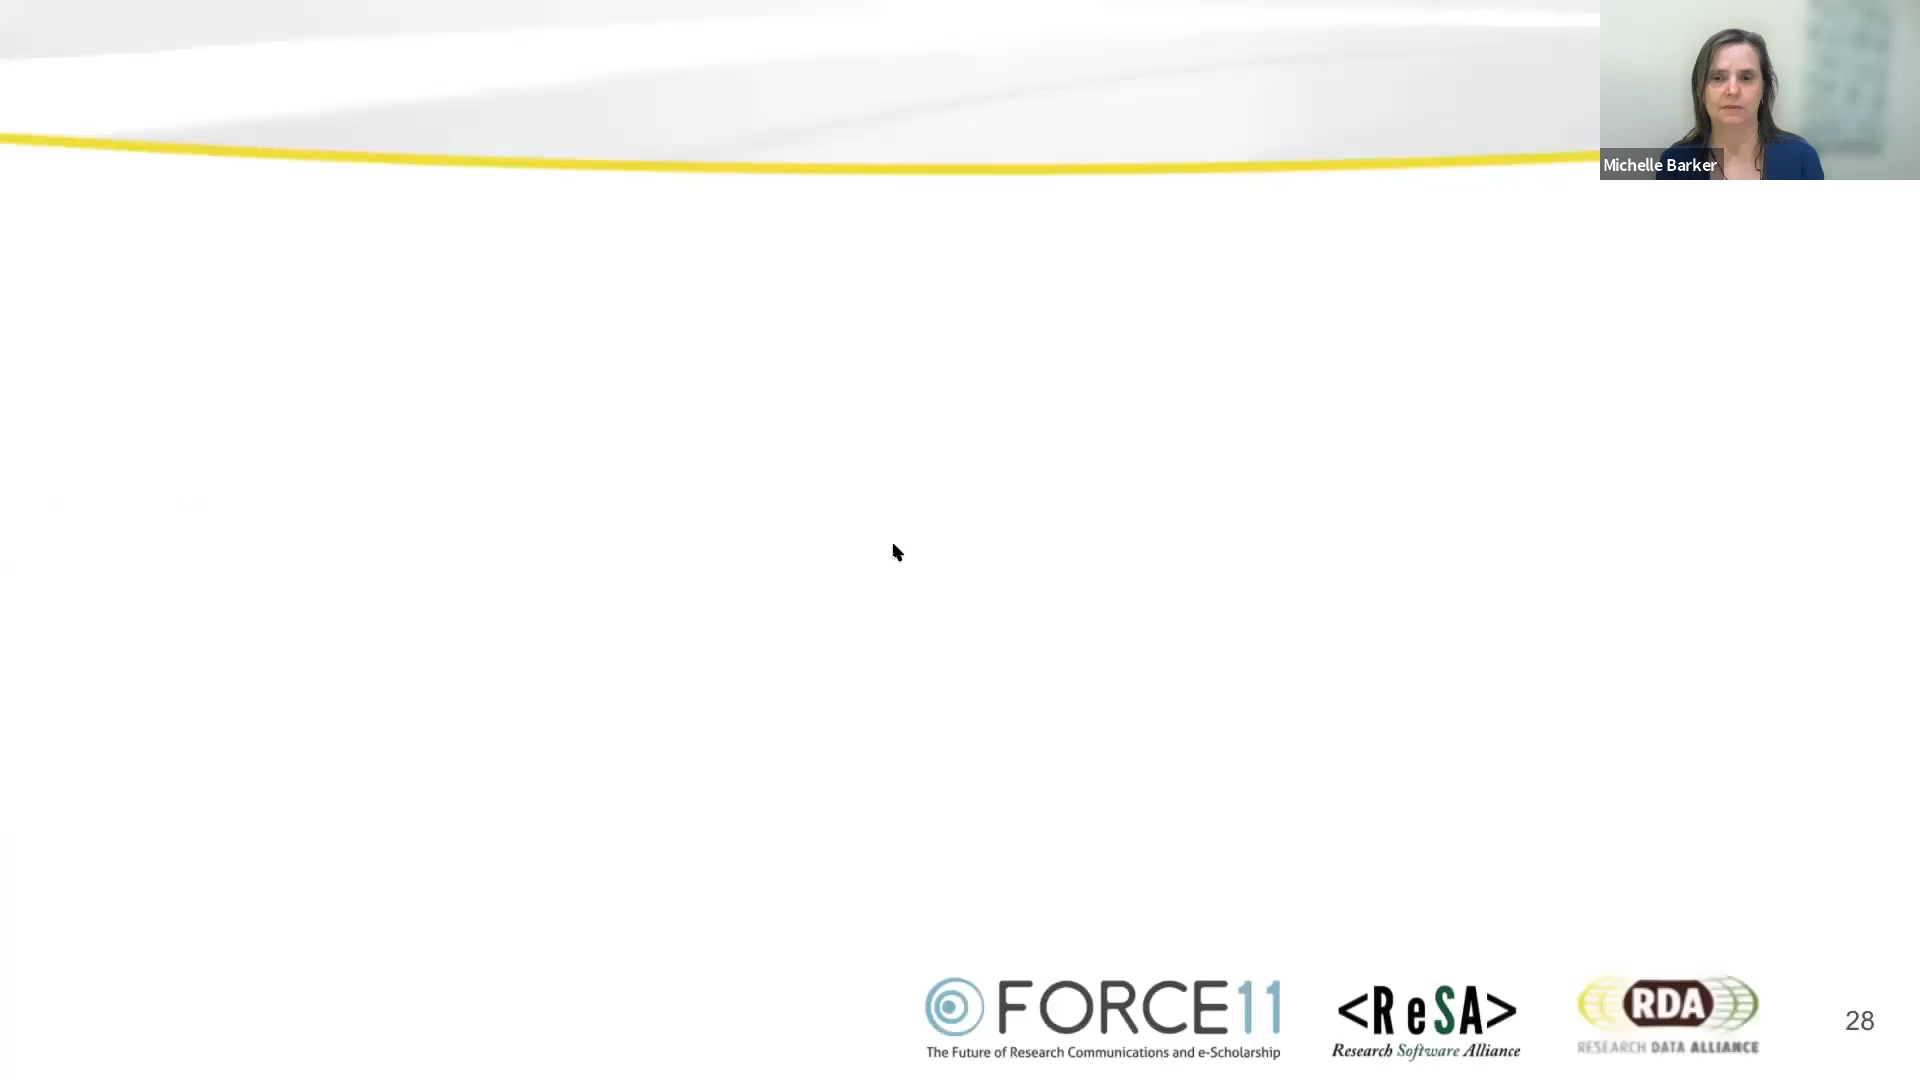 Michelle Barker
FORCE11
The Future of Research Communications and e-Scholarship
<ReSA>
Research Software Alliance
RDA
RESEARCH DATA ALLIANCE
28